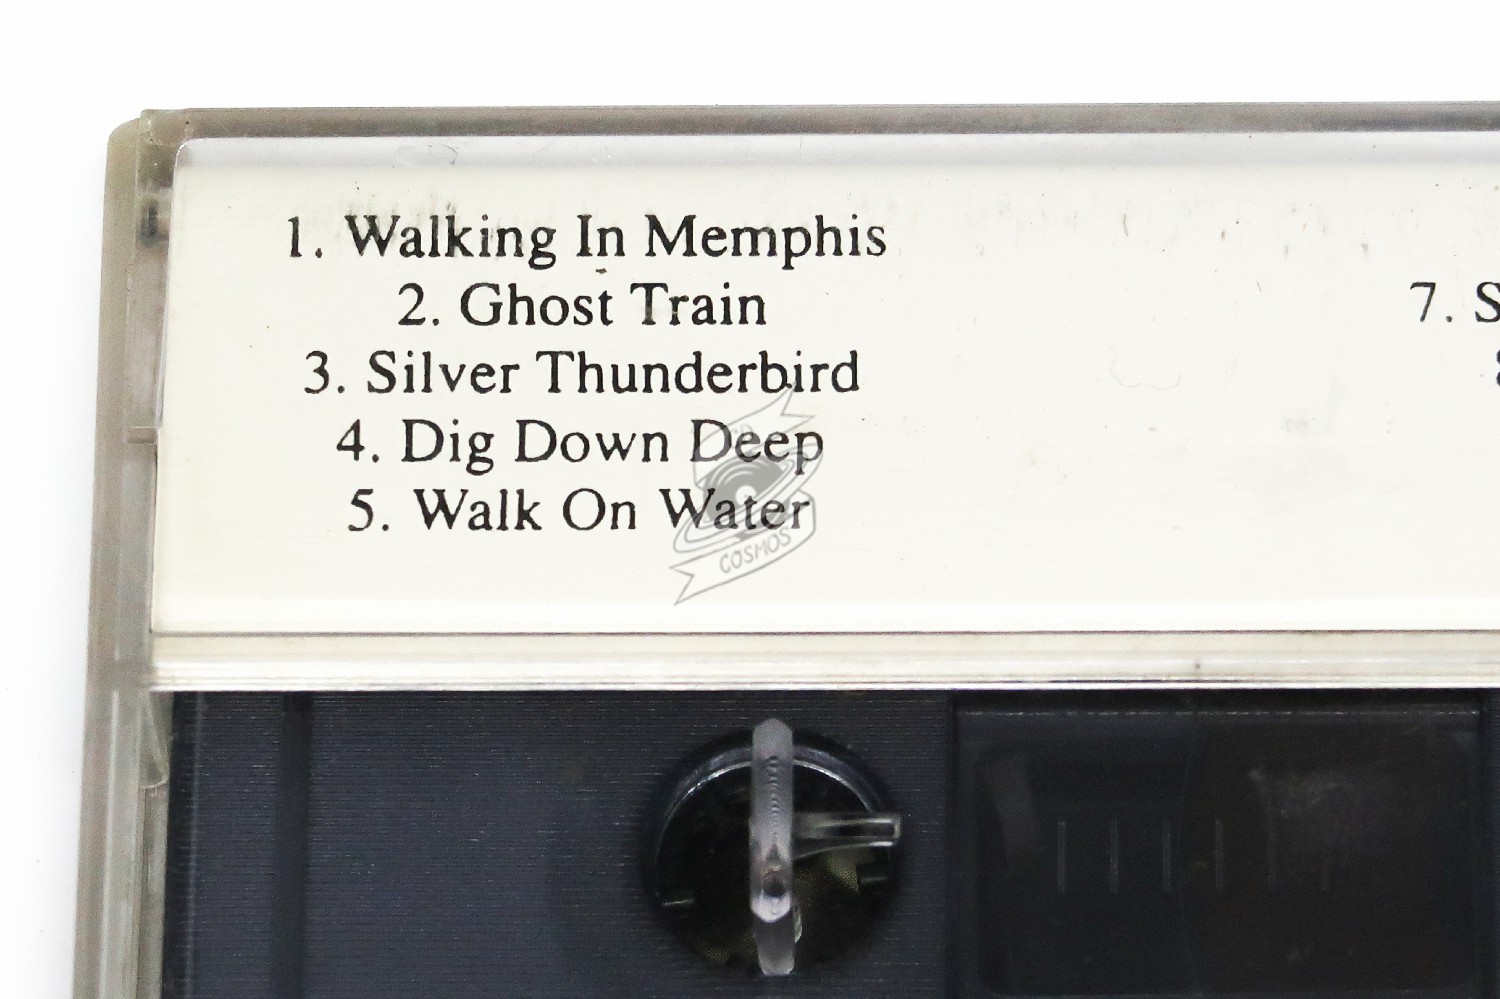 1. Walking In Memphis
2. Ghost Train
3. Silver Thunderbird
4. Dig Down Deep
5. Walk On Water
7. S
CD
COSMOS